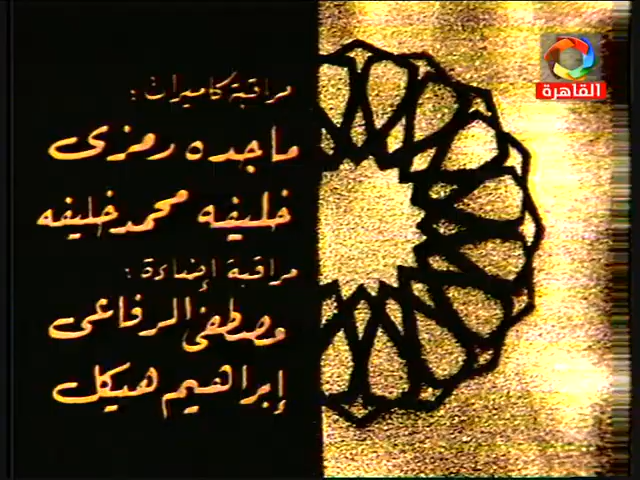 القاهرة
مراقبة كاميرات :
ماجده رمزى
خليفه محمد خليفه
مراقبة إضاءة :
مصطفى الرفاعى
إبراهيم هيكل